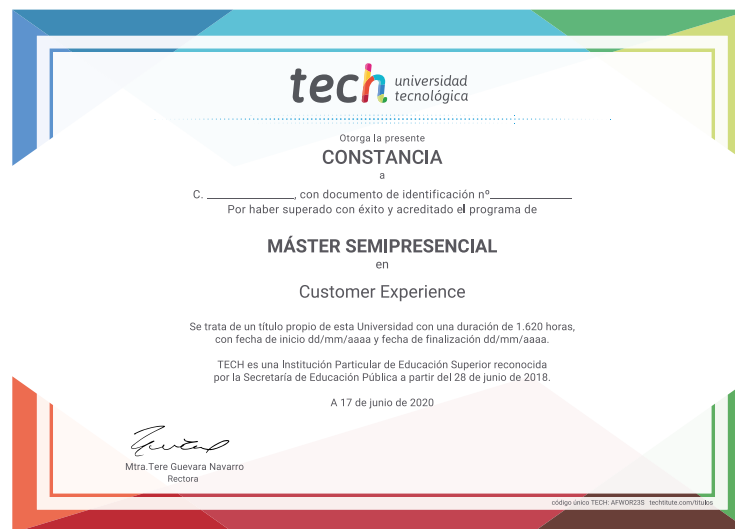 tech universidad
tecnológica
Otorga la presente
CONSTANCIA
a
C. ________________, con documento de identificación nº______________
Por haber superado con éxito y acreditado el programa de
MÁSTER SEMIPRESENCIAL
en
Customer Experience
Se trata de un título propio de esta Universidad con una duración de 1.620 horas,
con fecha de inicio dd/mm/aaaa y fecha de finalización dd/mm/aaaa.
TECH es una Institución Particular de Educación Superior reconocida
por la Secretaría de Educación Pública a partir del 28 de junio de 2018.
A 17 de junio de 2020
Mtra.Tere Guevara Navarro
Rectora
código único TECH: AFWOR23S techtitute.com/titulos